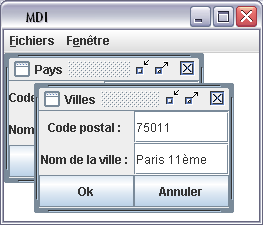 MDI
Fichiers Fenêtre
Pays
Code
Nom
Villes
Code postal : 75011
Nom de la ville : Paris 11ème
Ok Annuler